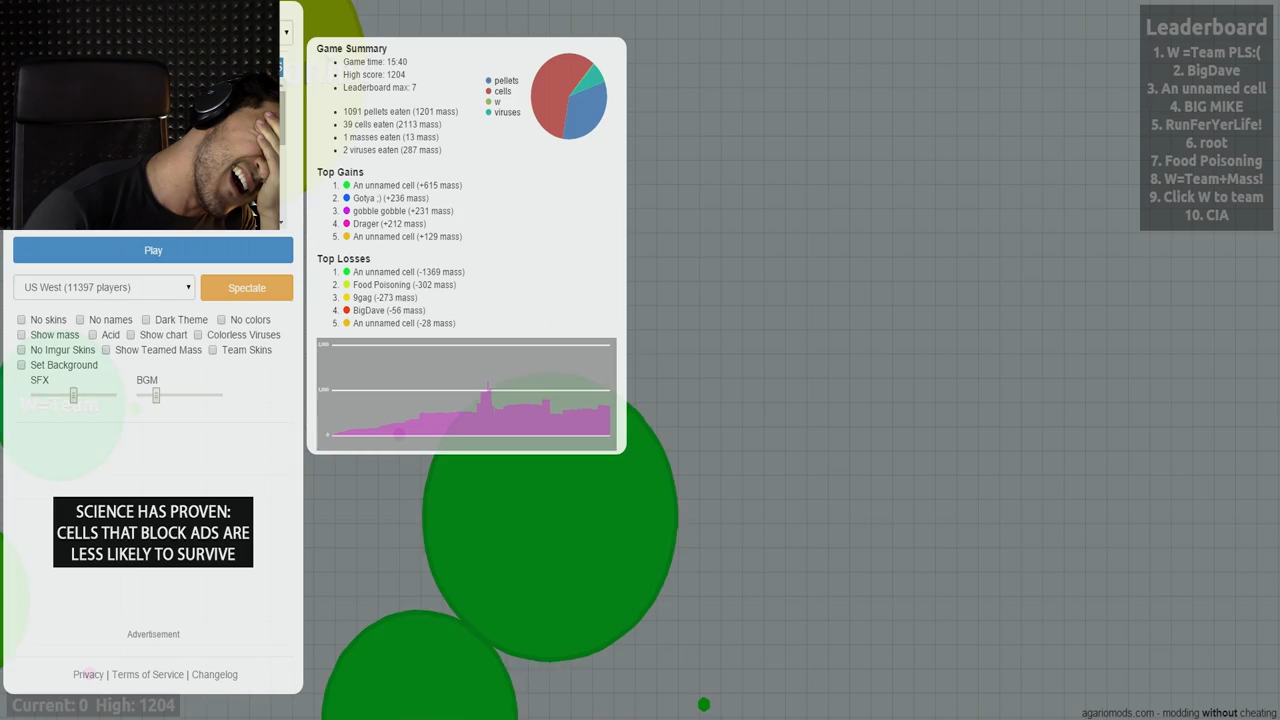 Game Summary
Game time: 15:40
High score: 1204
Leaderboard max: 7
1091 pellets eaten (1201 mass)
39 cells eaten (2113 mass)
1 masses eaten (13 mass)
2 viruses eaten (287 mass)
pellets
cells
w
viruses
Top Gains
1. An unnamed cell (+615 mass)
2. Gotya ;) (+236 mass)
3. gobble gobble (+231 mass)
4. Drager (+212 mass)
5. An unnamed cell (+129 mass)
Top Losses
1. An unnamed cell (-1369 mass)
2. Food Poisoning (-302 mass)
3. 9gag (-273 mass)
4. BigDave (-56 mass)
5. An unnamed cell (-28 mass)
2,000
1,000
0
Play
US West (11397 players)
Spectate
No skins No names Dark Theme No colors
Show mass Acid Show chart Colorless Viruses
No Imgur Skins Show Teamed Mass Team Skins
Set Background
SFX BGM
W=Team
SCIENCE HAS PROVEN:
CELLS THAT BLOCK ADS ARE
LESS LIKELY TO SURVIVE
Advertisement
Privacy | Terms of Service | Changelog
Current: 0 High: 1204
Leaderboard
1. W =Team PLS:(
2. BigDave
3. An unnamed cell
4. BIG MIKE
5. RunFerYerLife!
6. root
7. Food Poisoning
8. W=Team+Mass!
9. Click W to team
10. CIA
agariomods.com - modding without cheating